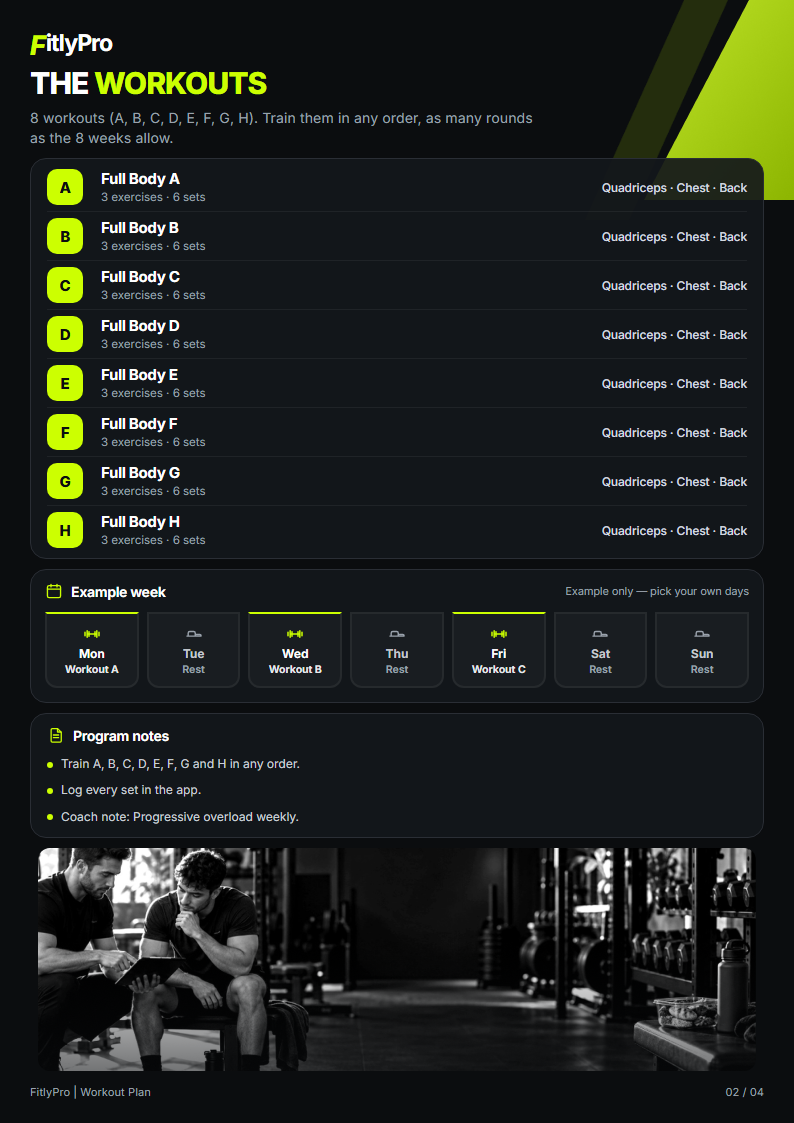 FitlyPro
THE WORKOUTS
8 workouts (A, B, C, D, E, F, G, H). Train them in any order, as many rounds
as the 8 weeks allow.
A
Full Body A
3 exercises · 6 sets
Quadriceps · Chest · Back
B
Full Body B
3 exercises · 6 sets
Quadriceps · Chest · Back
C
Full Body C
3 exercises · 6 sets
Quadriceps · Chest · Back
D
Full Body D
3 exercises · 6 sets
Quadriceps · Chest · Back
E
Full Body E
3 exercises · 6 sets
Quadriceps · Chest · Back
F
Full Body F
3 exercises · 6 sets
Quadriceps · Chest · Back
G
Full Body G
3 exercises · 6 sets
Quadriceps · Chest · Back
H
Full Body H
3 exercises · 6 sets
Quadriceps · Chest · Back
Example week
Example only — pick your own days
Mon
Workout A
Tue
Rest
Wed
Workout B
Thu
Rest
Fri
Workout C
Sat
Rest
Sun
Rest
Program notes
Train A, B, C, D, E, F, G and H in any order.
Log every set in the app.
Coach note: Progressive overload weekly.
FitlyPro | Workout Plan
02 / 04